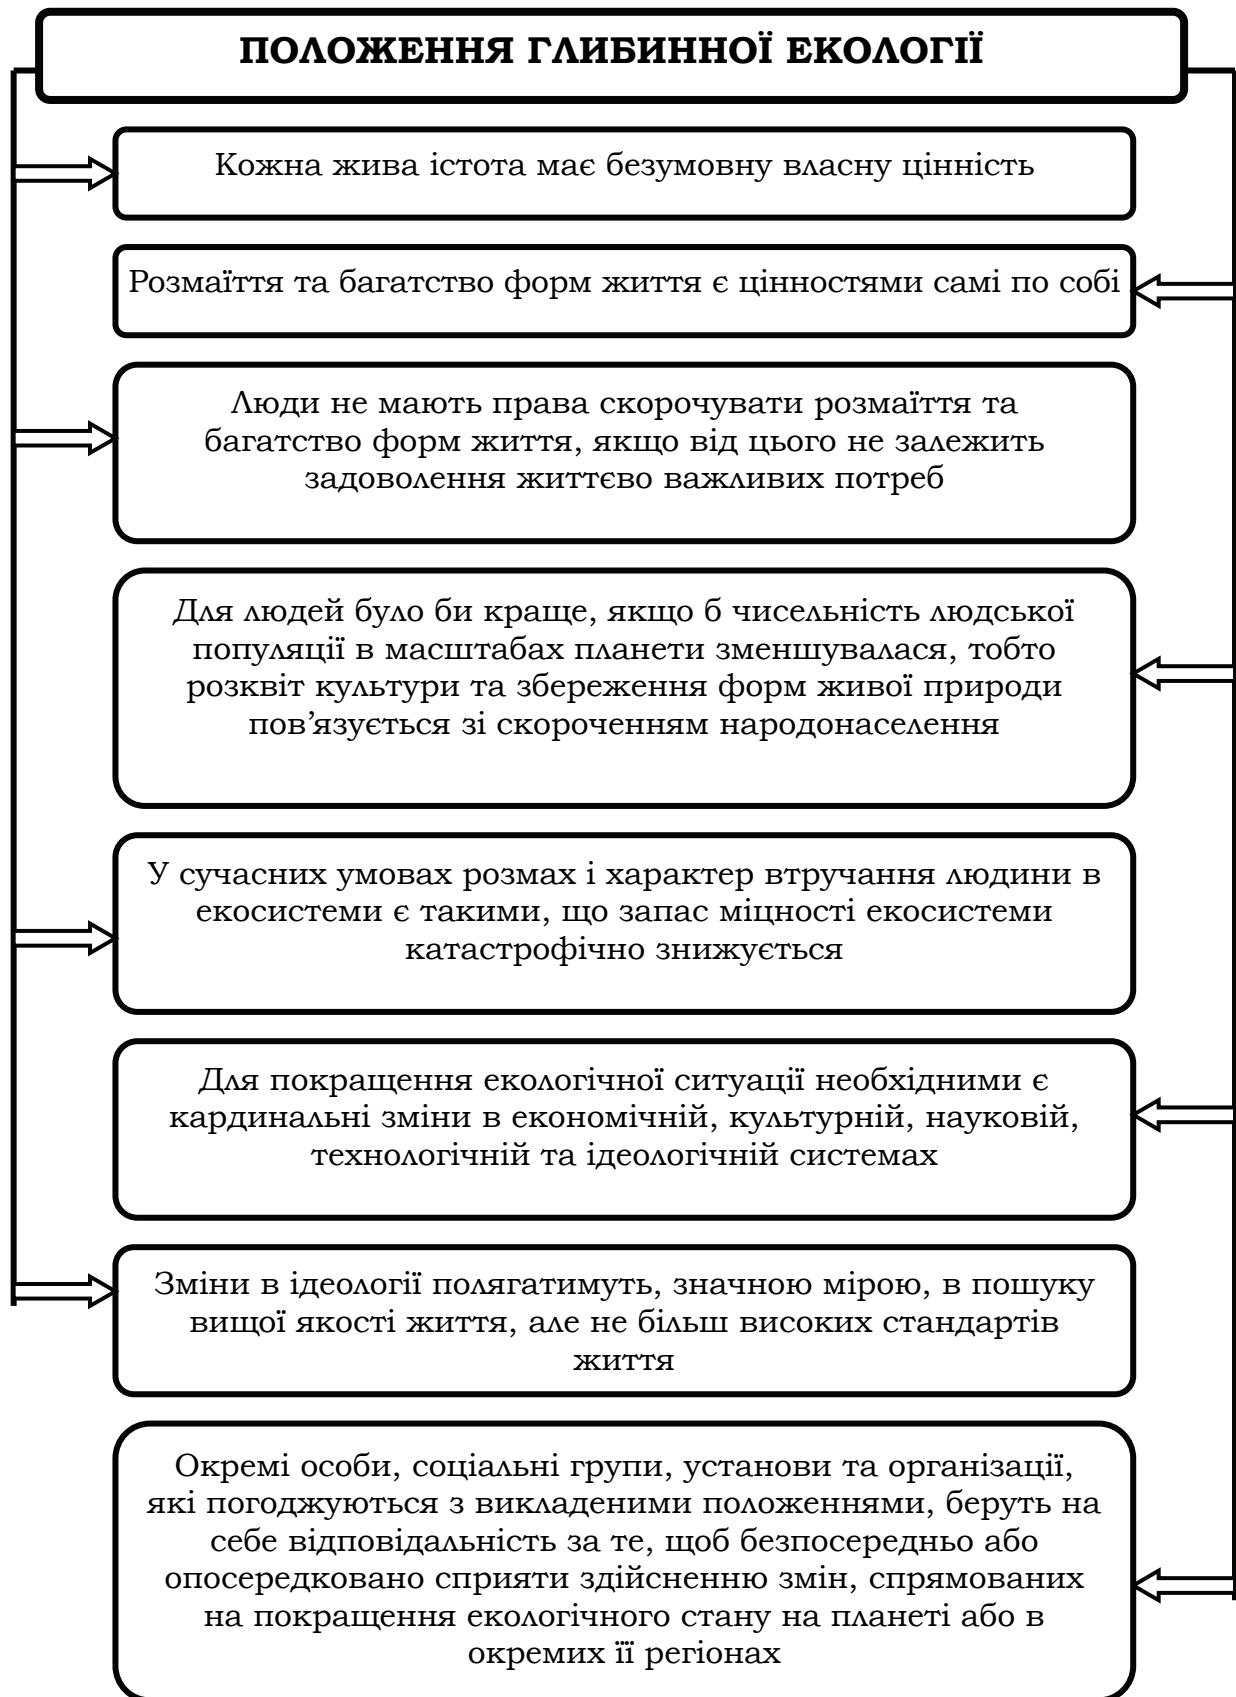 ПОЛОЖЕННЯ ГЛИБИННОЇ ЕКОЛОГІЇ
Кожна жива істота має безумовну власну цінність
Розмаїття та багатство форм життя є цінностями самі по собі
Люди не мають права скорочувати розмаїття та
багатство форм життя, якщо від цього не залежить
задоволення життєво важливих потреб
Для людей було би краще, якщо б чисельність людської
популяції в масштабах планети зменшувалася, тобто
розквіт культури та збереження форм живої природи
пов’язується зі скороченням народонаселення
У сучасних умовах розмах і характер втручання людини в
екосистеми є такими, що запас міцності екосистеми
катастрофічно знижується
Для покращення екологічної ситуації необхідними є
кардинальні зміни в економічній, культурній, науковій,
технологічній та ідеологічній системах
Зміни в ідеології полягатимуть, значною мірою, в пошуку
вищої якості життя, але не більш високих стандартів
життя
Окремі особи, соціальні групи, установи та організації,
які погоджуються з викладеними положеннями, беруть на
себе відповідальність за те, щоб безпосередньо або
опосередковано сприяти здійсненню змін, спрямованих
на покращення екологічного стану на планеті або в
окремих її регіонах